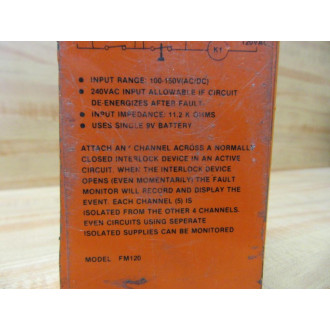 K1
120VAC
• INPUT RANGE: 100-150V(AC/DC)
• 240VAC INPUT ALLOWABLE IF CIRCUIT
DE-ENERGIZES AFTER FAULT.
• INPUT IMPEDANCE: 11.2 K OHMS
• USES SINGLE 9V BATTERY
ATTACH ANY CHANNEL ACROSS A NORMALLY
CLOSED INTERLOCK DEVICE IN AN ACTIVE
CIRCUIT. WHEN THE INTERLOCK DEVICE
OPENS (EVEN MOMENTARILY) THE FAULT
MONITOR WILL RECORD AND DISPLAY THE
EVENT. EACH CHANNEL (5) IS
ISOLATED FROM THE OTHER 4 CHANNELS.
EVEN CIRCUITS USING SEPERATE
ISOLATED SUPPLIES CAN BE MONITORED
MODEL FM120